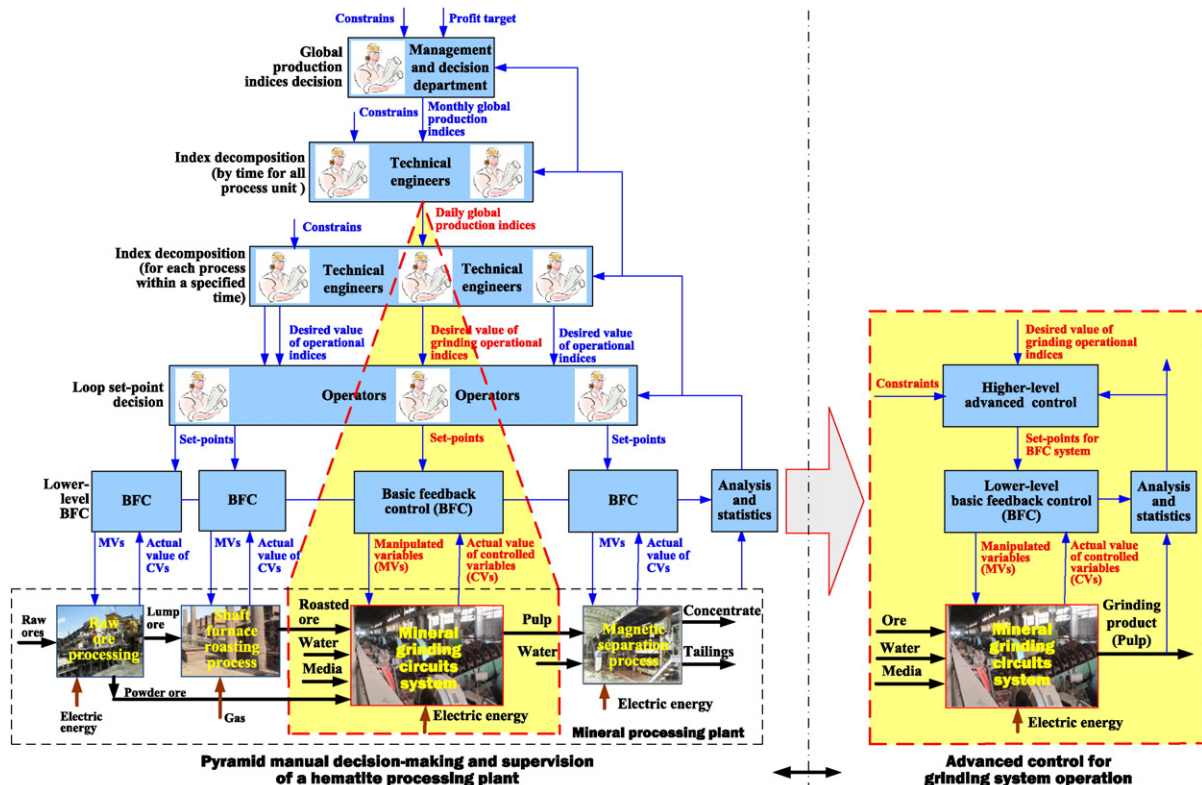 Constrains
Profit target
Global
production
indices decision
Management
and decision
department
Constrains
Monthly global
production
indices
Index decomposition
(by time for all
process unit )
Technical
engineers
Daily global
production indices
Constrains
Index decomposition
(for each process
within a specified
time)
Technical
engineers
Technical
engineers
Desired value
of operational
indices
Desired value of
grinding operational
indices
Desired value
of operational
indices
Loop set-point
decision
Operators
Operators
Set-points
Set-points
Set-points
Lower-
level
BFC
BFC
BFC
Basic feedback
control (BFC)
BFC
Analysis
and
statistics
MVs
Actual value of
CVs
MVs
Actual value
of CVs
Manipulated
variables
(MVs)
Actual value
of controlled
variables (CVs)
MVs
Actual value
of CVs
Raw
ores
Raw
ore
processing
Lump
ore
Shaft
furnace
roasting process
Roasted
ore
Water
Media
Mineral
grinding
circuits
system
Pulp
Water
Magnetic
separation
process
Concentrate
Tailings
Powder ore
Electric
energy
Gas
Electric energy
Electric
energy
Mineral processing plant
Pyramid manual decision-making and supervision
of a hematite processing plant
Desired value of
grinding operational
indices
Constraints
Higher-level
advanced control
Set-points for
BFC system
Lower-level
basic feedback control
(BFC)
Analysis
and
statistics
Manipulated
variables
(MVs)
Actual value
of controlled
variables
(CVs)
Ore
Water
Media
Mineral
grinding
circuits
system
Grinding
product
(Pulp)
Electric energy
Advanced control for
grinding system operation